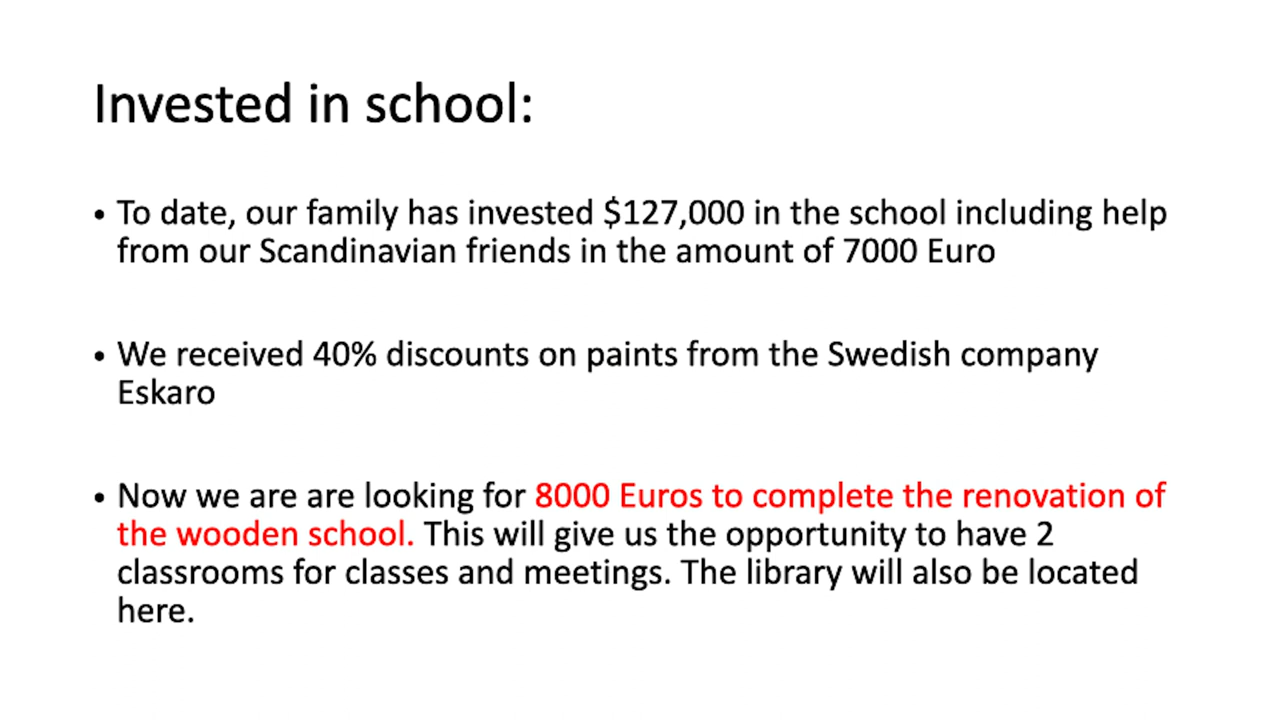 Invested in school:
• To date, our family has invested $127,000 in the school including help
from our Scandinavian friends in the amount of 7000 Euro
• We received 40% discounts on paints from the Swedish company
Eskaro
• Now we are are looking for 8000 Euros to complete the renovation of
the wooden school. This will give us the opportunity to have 2
classrooms for classes and meetings. The library will also be located
here.